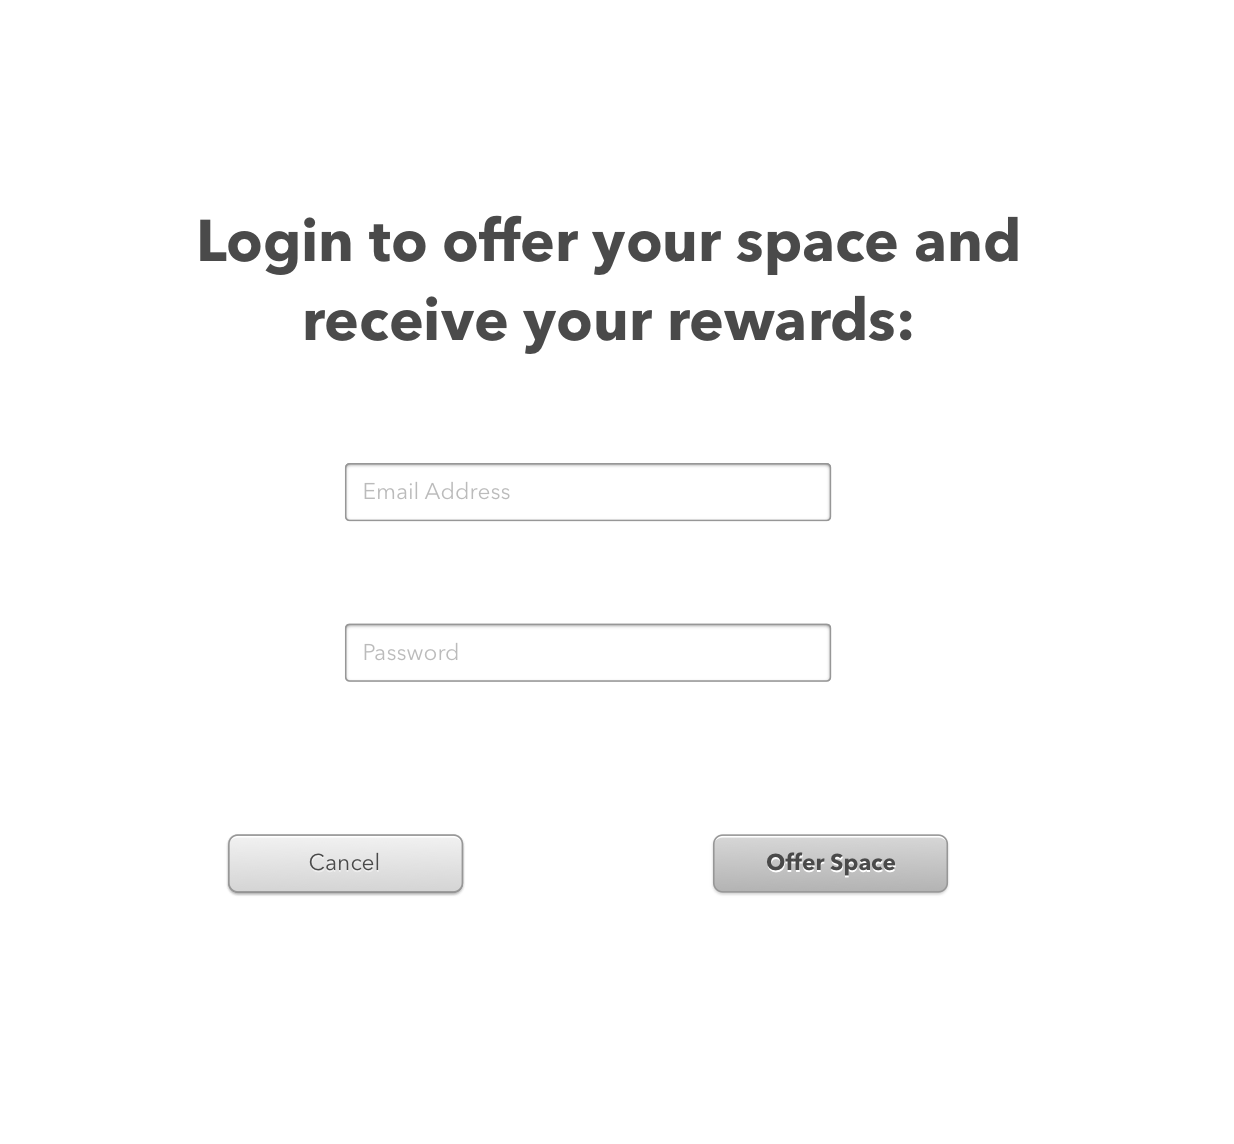 Login to offer your space and
receive your rewards:
Email Address
Password
Cancel
Offer Space